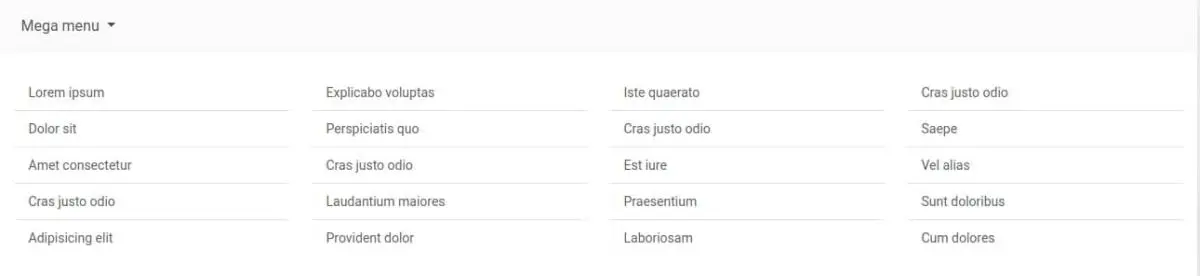 Mega menu
Lorem ipsum
Dolor sit
Amet consectetur
Cras justo odio
Adipisicing elit
Explicabo voluptas
Perspiciatis quo
Cras justo odio
Laudantium maiores
Provident dolor
Iste quaerato
Cras justo odio
Est iure
Praesentium
Laboriosam
Cras justo odio
Saepe
Vel alias
Sunt doloribus
Cum dolores